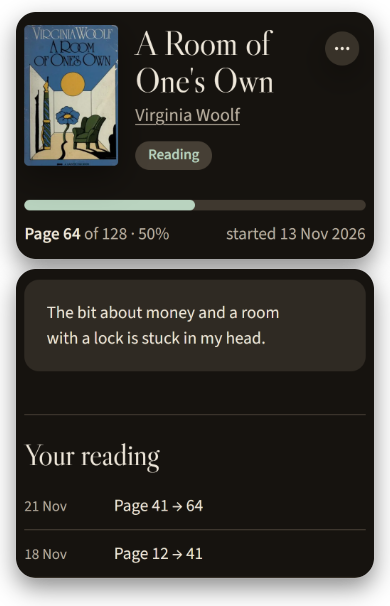 VIRGINIA WOOLF
A ROOM
OF ONE'S OWN
A Room of
One's Own
Virginia Woolf
Reading
Page 64 of 128 · 50%
started 13 Nov 2026
The bit about money and a room
with a lock is stuck in my head.
Your reading
21 Nov Page 41 → 64
18 Nov Page 12 → 41